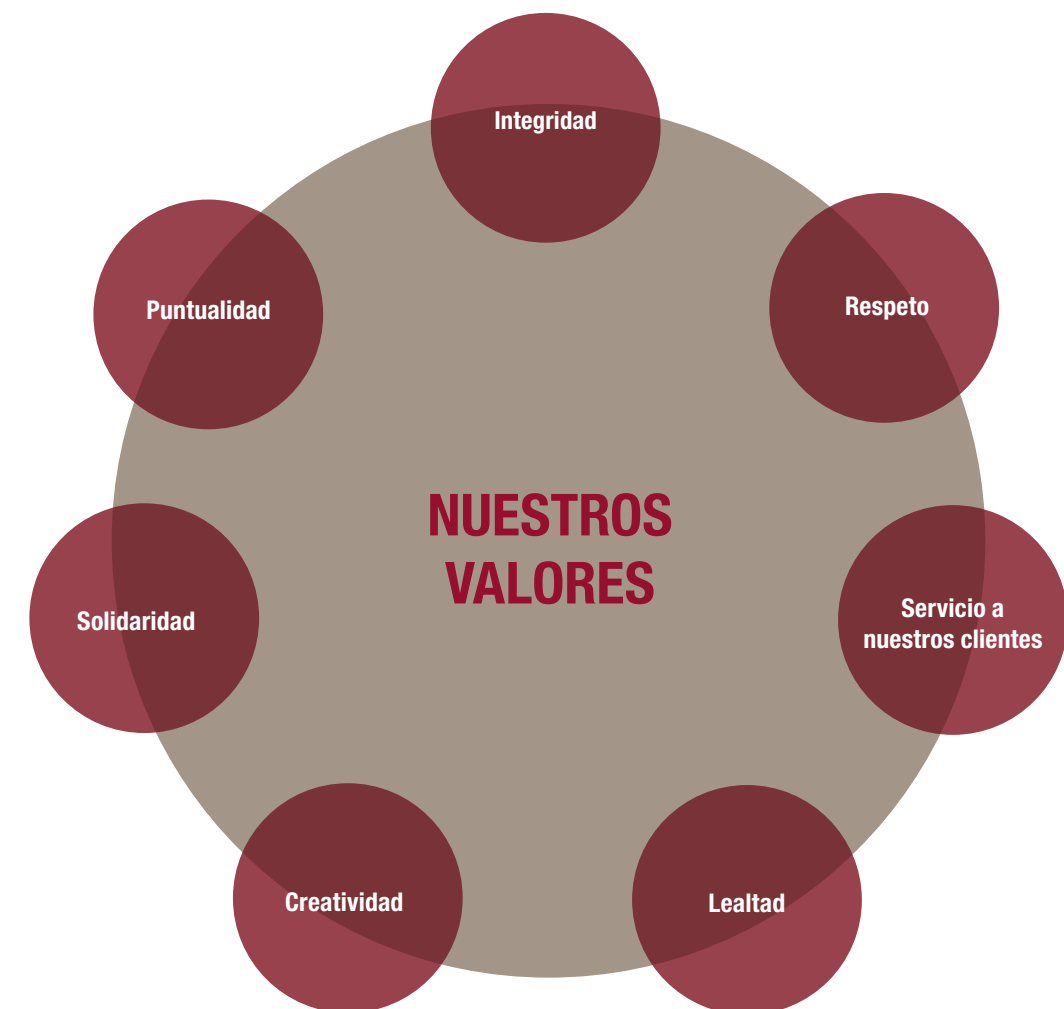 Integridad
Puntualidad
Respeto
NUESTROS
VALORES
Solidaridad
Servicio a
nuestros clientes
Creatividad
Lealtad